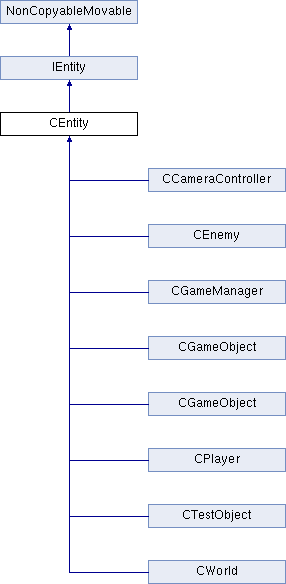 NonCopyableMovable
IEntity
CEntity
CCameraController
CEnemy
CGameManager
CGameObject
CGameObject
CPlayer
CTestObject
CWorld